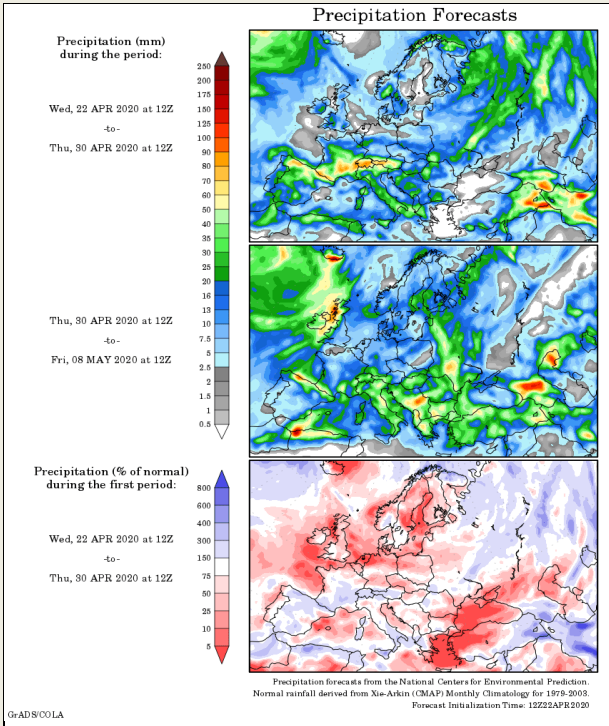 Precipitation Forecasts
Precipitation (mm)
during the period:
Wed, 22 APR 2020 at 12Z
-to-
Thu, 30 APR 2020 at 12Z
250
200
175
150
125
100
90
80
70
60
50
40
35
30
25
20
16
13
10
7.5
5
2.5
2
1.5
1
0.5
Thu, 30 APR 2020 at 12Z
-to-
Fri, 08 MAY 2020 at 12Z
Precipitation (% of normal)
during the first period:
Wed, 22 APR 2020 at 12Z
-to-
Thu, 30 APR 2020 at 12Z
800
600
400
300
150
75
50
25
10
5
Precipitation forecasts from the National Centers for Environmental Prediction.
Normal rainfall derived from Xie-Arkin (CMAP) Monthly Climatology for 1979-2003.
Forecast Initialization Time: 12Z22APR2020
GrADS/COLA